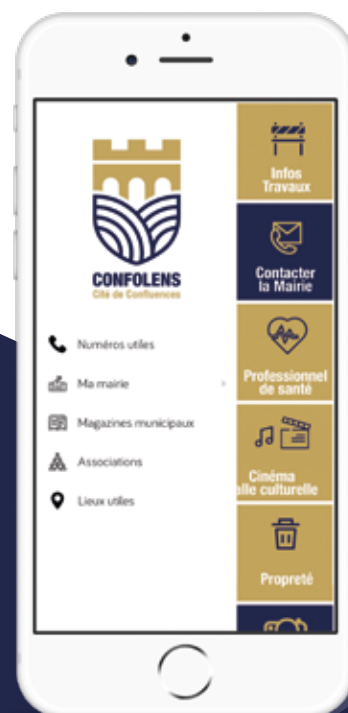 CONFOLENS
Cité de Confluences
Numéros utiles
Ma mairie
Magazines municipaux
Associations
Lieux utiles
Infos
Travaux
Contacter
la Mairie
Professionnel
de santé
Cinéma
alle culturelle
Propreté